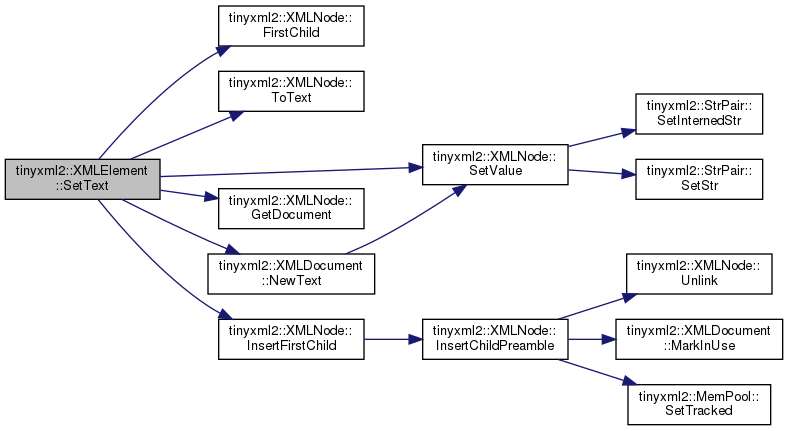 tinyxml2::XMLNode::
FirstChild
tinyxml2::XMLNode::
ToText
tinyxml2::XMLElement
::SetText
tinyxml2::XMLNode::
SetValue
tinyxml2::StrPair::
SetInternedStr
tinyxml2::StrPair::
SetStr
tinyxml2::XMLNode::
GetDocument
tinyxml2::XMLDocument
::NewText
tinyxml2::XMLNode::
InsertFirstChild
tinyxml2::XMLNode::
InsertChildPreamble
tinyxml2::XMLNode::
Unlink
tinyxml2::XMLDocument
::MarkInUse
tinyxml2::MemPool::
SetTracked